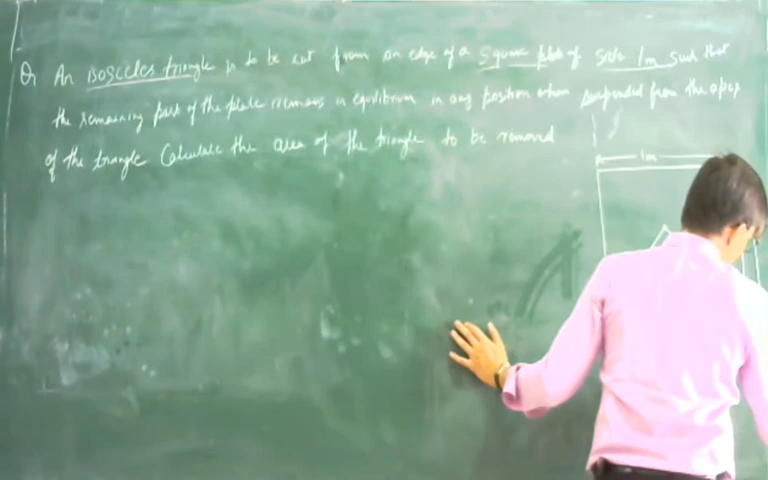 Q, An isosceles triangle is to be cut from an edge of a square plate of side 1m such that
the remaining part of the plate remains in equilibrium in any position when suspended from the apex
of the triangle Calculate the area of the triangle to be removed
1m